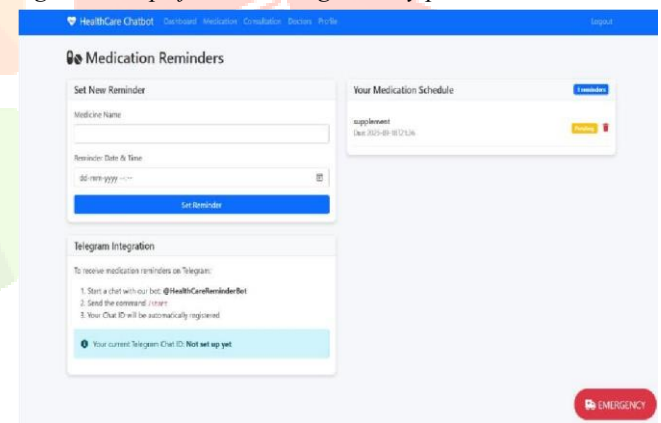 HealthCare Chatbot Dashboard Medication Consultation Doctors Profile Logout
Medication Reminders
Set New Reminder
Medicine Name
Reminder Date & Time
dd-mm-yyyy --:--
Set Reminder
Telegram Integration
To receive medication reminders on Telegram:
1. Start a chat with our bot: @HealthCareReminderBot
2. Send the command /start
3. Your Chat ID will be automatically registered
Your current Telegram Chat ID: Not set up yet
Your Medication Schedule
reminders
supplement
Due:
Pending
EMERGENCY